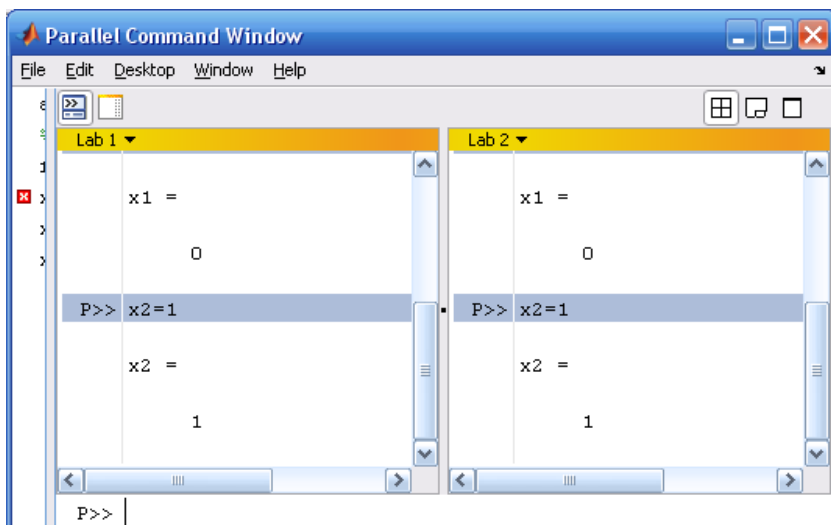 Parallel Command Window
File Edit Desktop Window Help
Lab 1
x1 =
0
P>> x2=1
x2 =
1
Lab 2
x1 =
0
P>> x2=1
x2 =
1
P>>